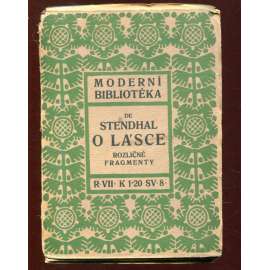 MODERNÍ
BIBLIOTÉKA
DE
STENDHAL
O LÁSCE
ROZLIČNÉ
FRAGMENTY
R·VII· K 1·20 SV·8·